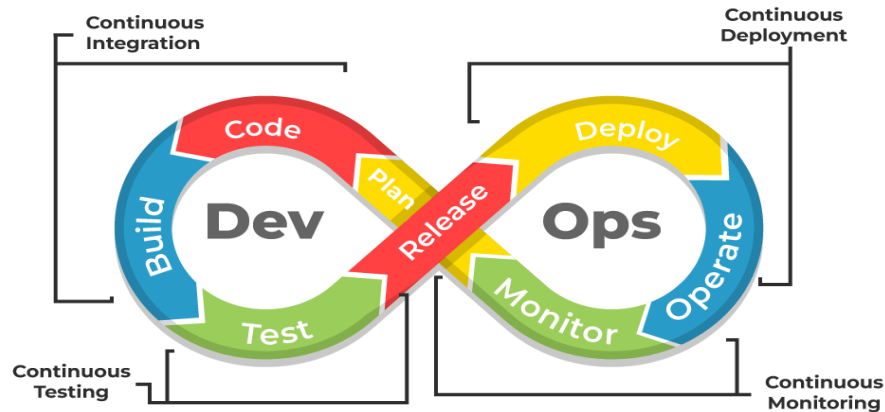 Continuous
Integration
Continuous
Deployment
Code
Deploy
Plan
Build
Dev
Release
Ops
Operate
Test
Monitor
Continuous
Testing
Continuous
Monitoring